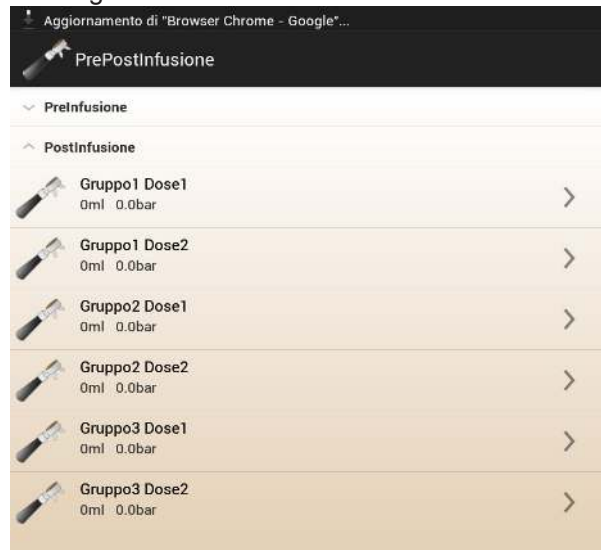 Aggiornamento di "Browser Chrome - Google"...
PrePostInfusione
PreInfusione
PostInfusione
Gruppo1 Dose1
0ml 0.0bar
Gruppo1 Dose2
0ml 0.0bar
Gruppo2 Dose1
0ml 0.0bar
Gruppo2 Dose2
0ml 0.0bar
Gruppo3 Dose1
0ml 0.0bar
Gruppo3 Dose2
0ml 0.0bar